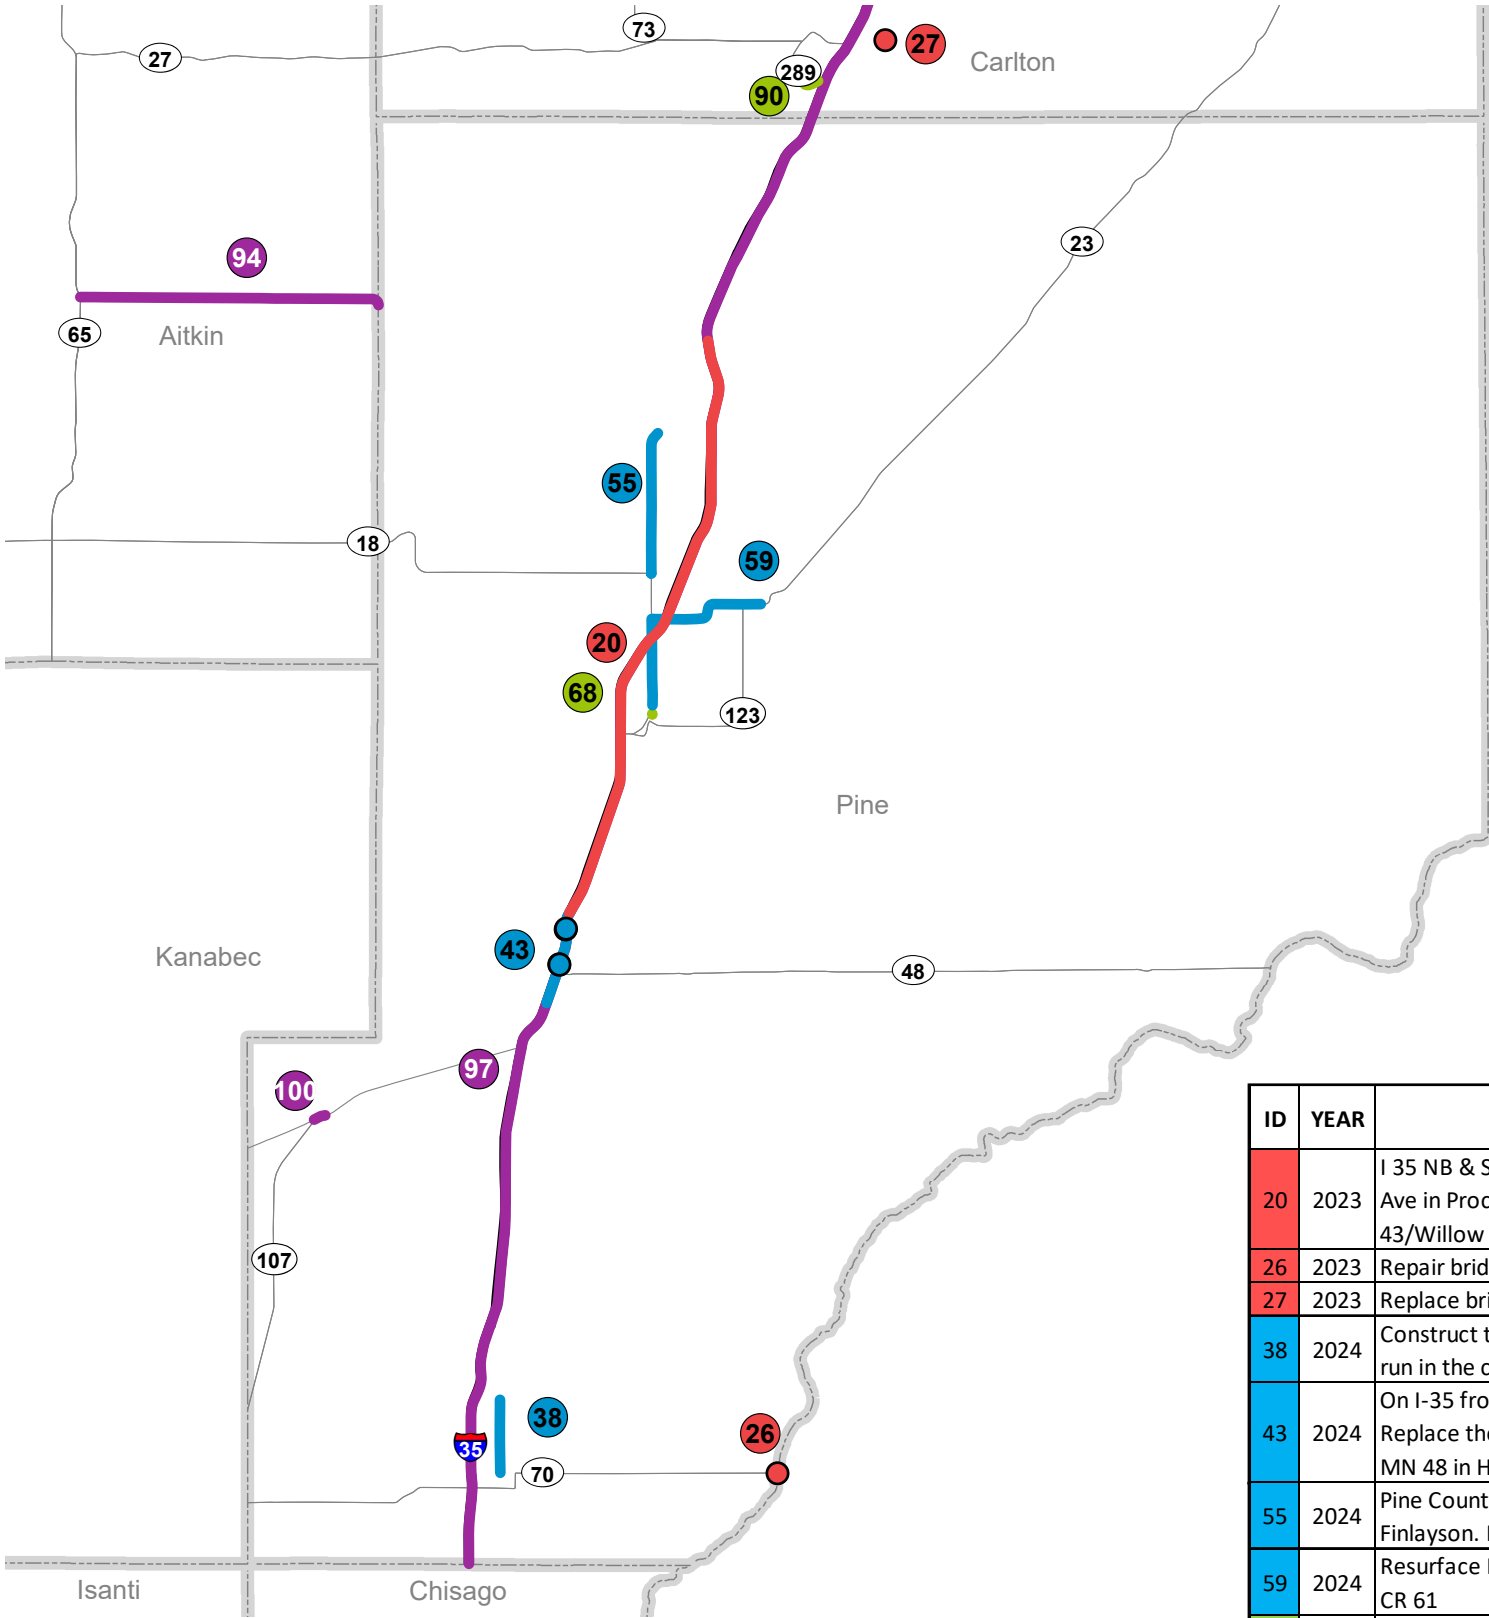 73
27
27
Carlton
289
90
23
94
65
Aitkin
55
18
59
20
68
123
Pine
43
Kanabec
48
97
100
107
38
35
26
70
Isanti
Chisago
ID YEAR
20 2023 I 35 NB & S
Ave in Proc
43/Willow
26 2023 Repair brid
27 2023 Replace bri
38 2024 Construct t
run in the c
43 2024 On I-35 fro
Replace the
MN 48 in H
55 2024 Pine Count
Finlayson.
59 2024 Resurface
CR 61